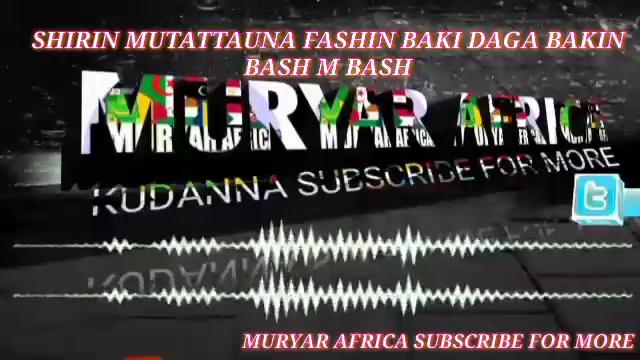 SHIRIN MUTATTAUNA FASHIN BAKI DAGA BAKIN
BASH M BASH
MURYAR AFRICA
KUDANNA SUBSCRIBE FOR MORE
MURYAR AFRICA SUBSCRIBE FOR MORE